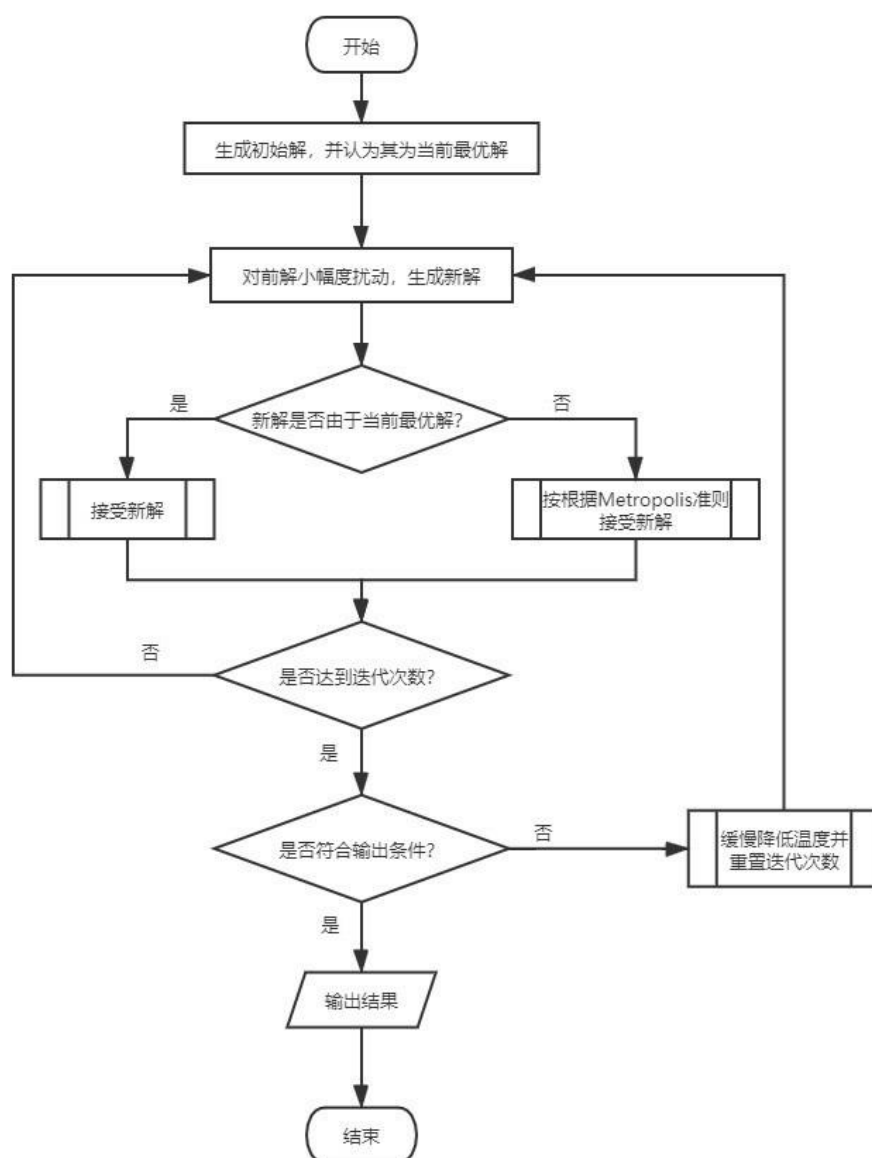 开始
生成初始解，并认为其为当前最优解
对前解小幅度扰动，生成新解
新解是否由于当前最优解？
是
否
接受新解
按根据Metropolis准则
接受新解
是否达到迭代次数？
否
是
是否符合输出条件？
否
缓慢降低温度并
重置迭代次数
是
输出结果
结束